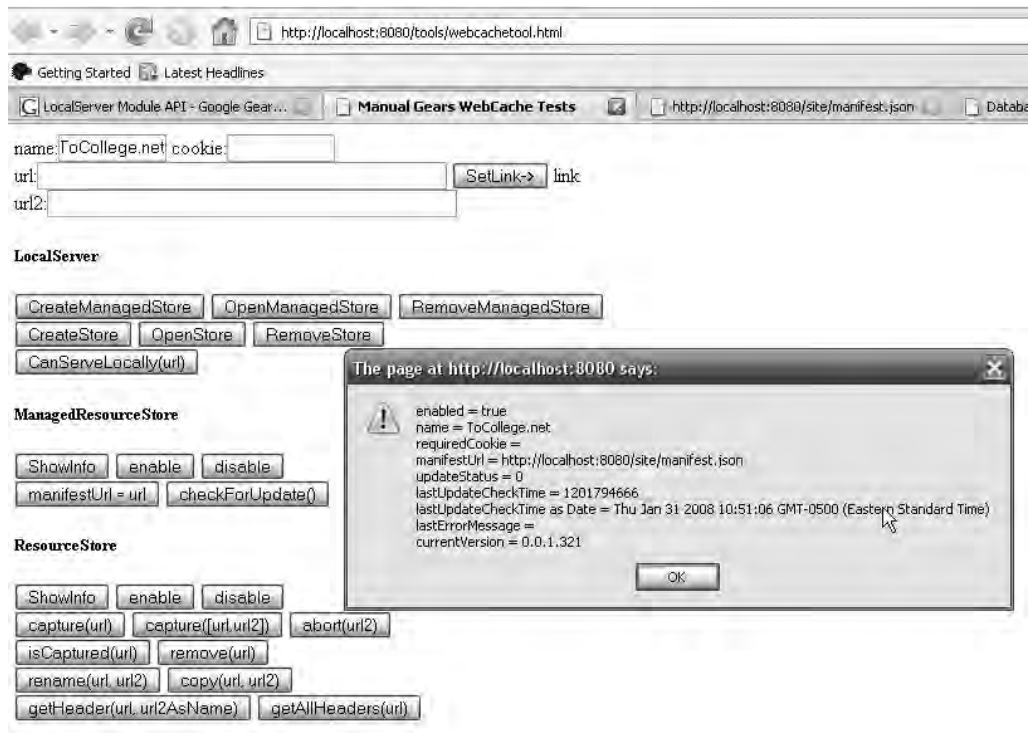 http://localhost:8080/tools/webcachetool.html
Getting Started Latest Headlines
LocalServer Module API - Google Gear... Manual Gears WebCache Tests http://localhost:8080/site/manifest.json Databa
name: ToCollege.net cookie:
url: SetLink-> link
url2:
LocalServer
CreateManagedStore OpenManagedStore RemoveManagedStore
CreateStore OpenStore RemoveStore
CanServeLocally(url)
The page at http://localhost:8080 says:
enabled = true
name = ToCollege.net
requiredCookie =
manifestUrl = http://localhost:8080/site/manifest.json
updateStatus = 0
lastUpdateCheckTime = 1201794666
lastUpdateCheckTime as Date = Thu Jan 31 2008 10:51:06 GMT-0500 (Eastern Standard Time)
lastErrorMessage =
currentVersion = 0.0.1.321
OK
ManagedResourceStore
ShowInfo enable disable
manifestUrl = url checkForUpdate()
ResourceStore
ShowInfo enable disable
capture(url) capture([url,url2]) abort(url2)
isCaptured(url) remove(url)
rename(url, url2) copy(url, url2)
getHeader(url, url2AsName) getAllHeaders(url)